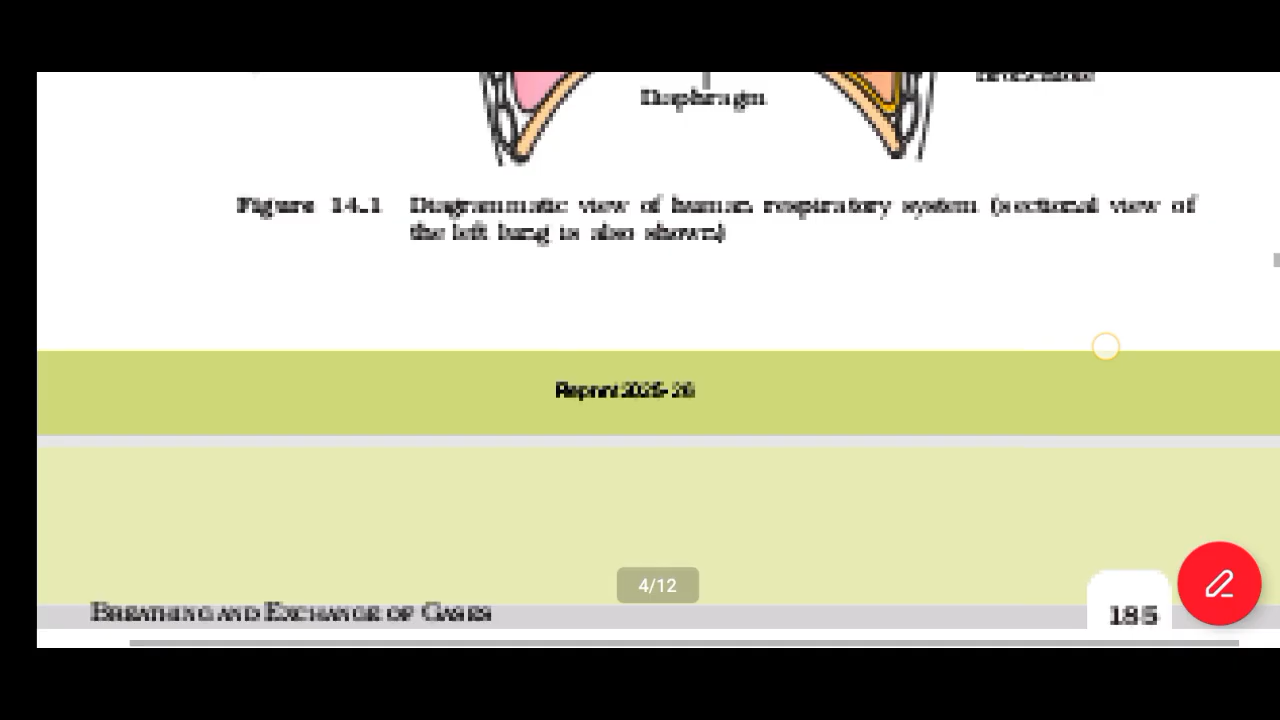 Diaphragm
Figure 14.1 Diagrammatic view of human respiratory system (sectional view of
the left lung is also shown)
Reprint 2025-26
4/12
BREATHING AND EXCHANGE OF GASES
185